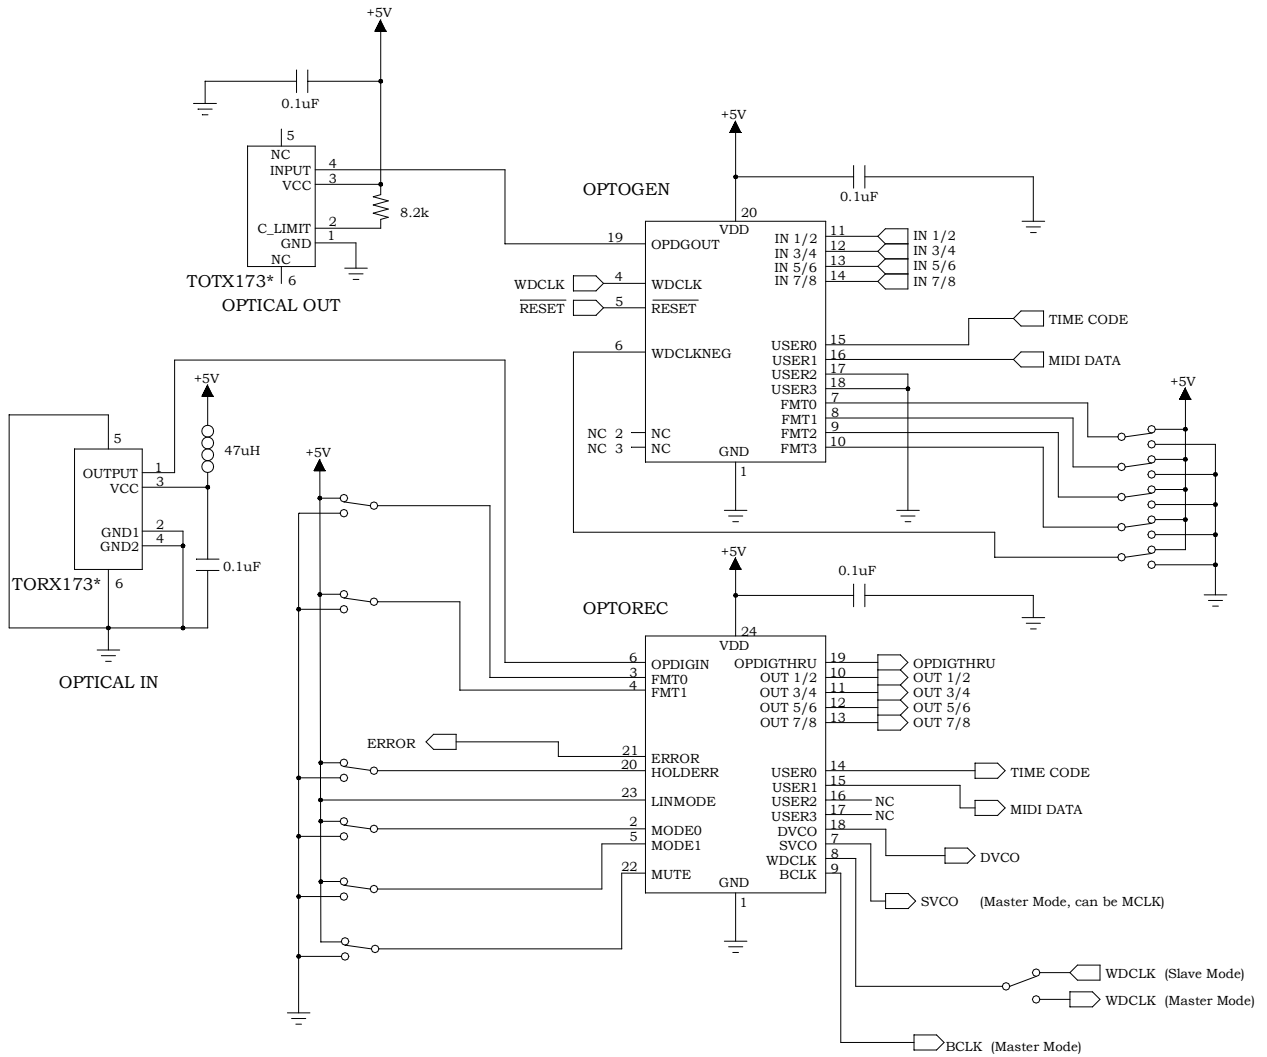 +5V
0.1uF
5
NC
INPUT 4
VCC 3
8.2k
C_LIMIT 2
GND 1
NC
6
TOTX173*
OPTICAL OUT
+5V
0.1uF
OPTOGEN
20
VDD
19 OPDGOUT
WDCLK 4 WDCLK
RESET 5 RESET
6 WDCLKNEG
NC 2 NC
NC 3 NC
GND
1
IN 1/2 11 IN 1/2
IN 3/4 12 IN 3/4
IN 5/6 13 IN 5/6
IN 7/8 14 IN 7/8
USER0 15 TIME CODE
USER1 16 MIDI DATA
USER2 17
USER3 18
FMT0 7
FMT1 8
FMT2 9
FMT3 10
+5V
+5V
47uH
5
OUTPUT 1
VCC 3
GND1 2
GND2 4
0.1uF
TORX173*
6
OPTICAL IN
+5V
+5V
0.1uF
OPTOREC
24
VDD
6 OPDIGIN
3 FMT0
4 FMT1
ERROR 21 ERROR
20 HOLDERR
23 LINMODE
2 MODE0
5 MODE1
22 MUTE
GND
1
OPDIGTHRU 19 OPDIGTHRU
OUT 1/2 10 OUT 1/2
OUT 3/4 11 OUT 3/4
OUT 5/6 12 OUT 5/6
OUT 7/8 13 OUT 7/8
USER0 14 TIME CODE
USER1 15 MIDI DATA
USER2 16 NC
USER3 17 NC
DVCO 18 DVCO
SVCO 7 SVCO (Master Mode, can be MCLK)
WDCLK 8
BCLK 9
WDCLK (Slave Mode)
WDCLK (Master Mode)
BCLK (Master Mode)